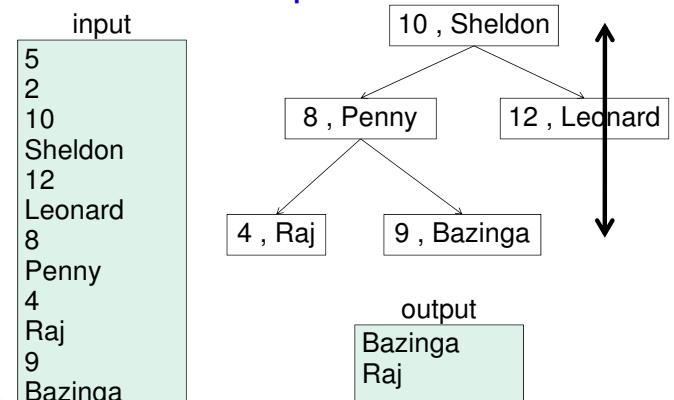 input
5
2
10
Sheldon
12
Leonard
8
Penny
4
Raj
9
Bazinga
10 , Sheldon
8 , Penny
12 , Leonard
4 , Raj
9 , Bazinga
output
Bazinga
Raj